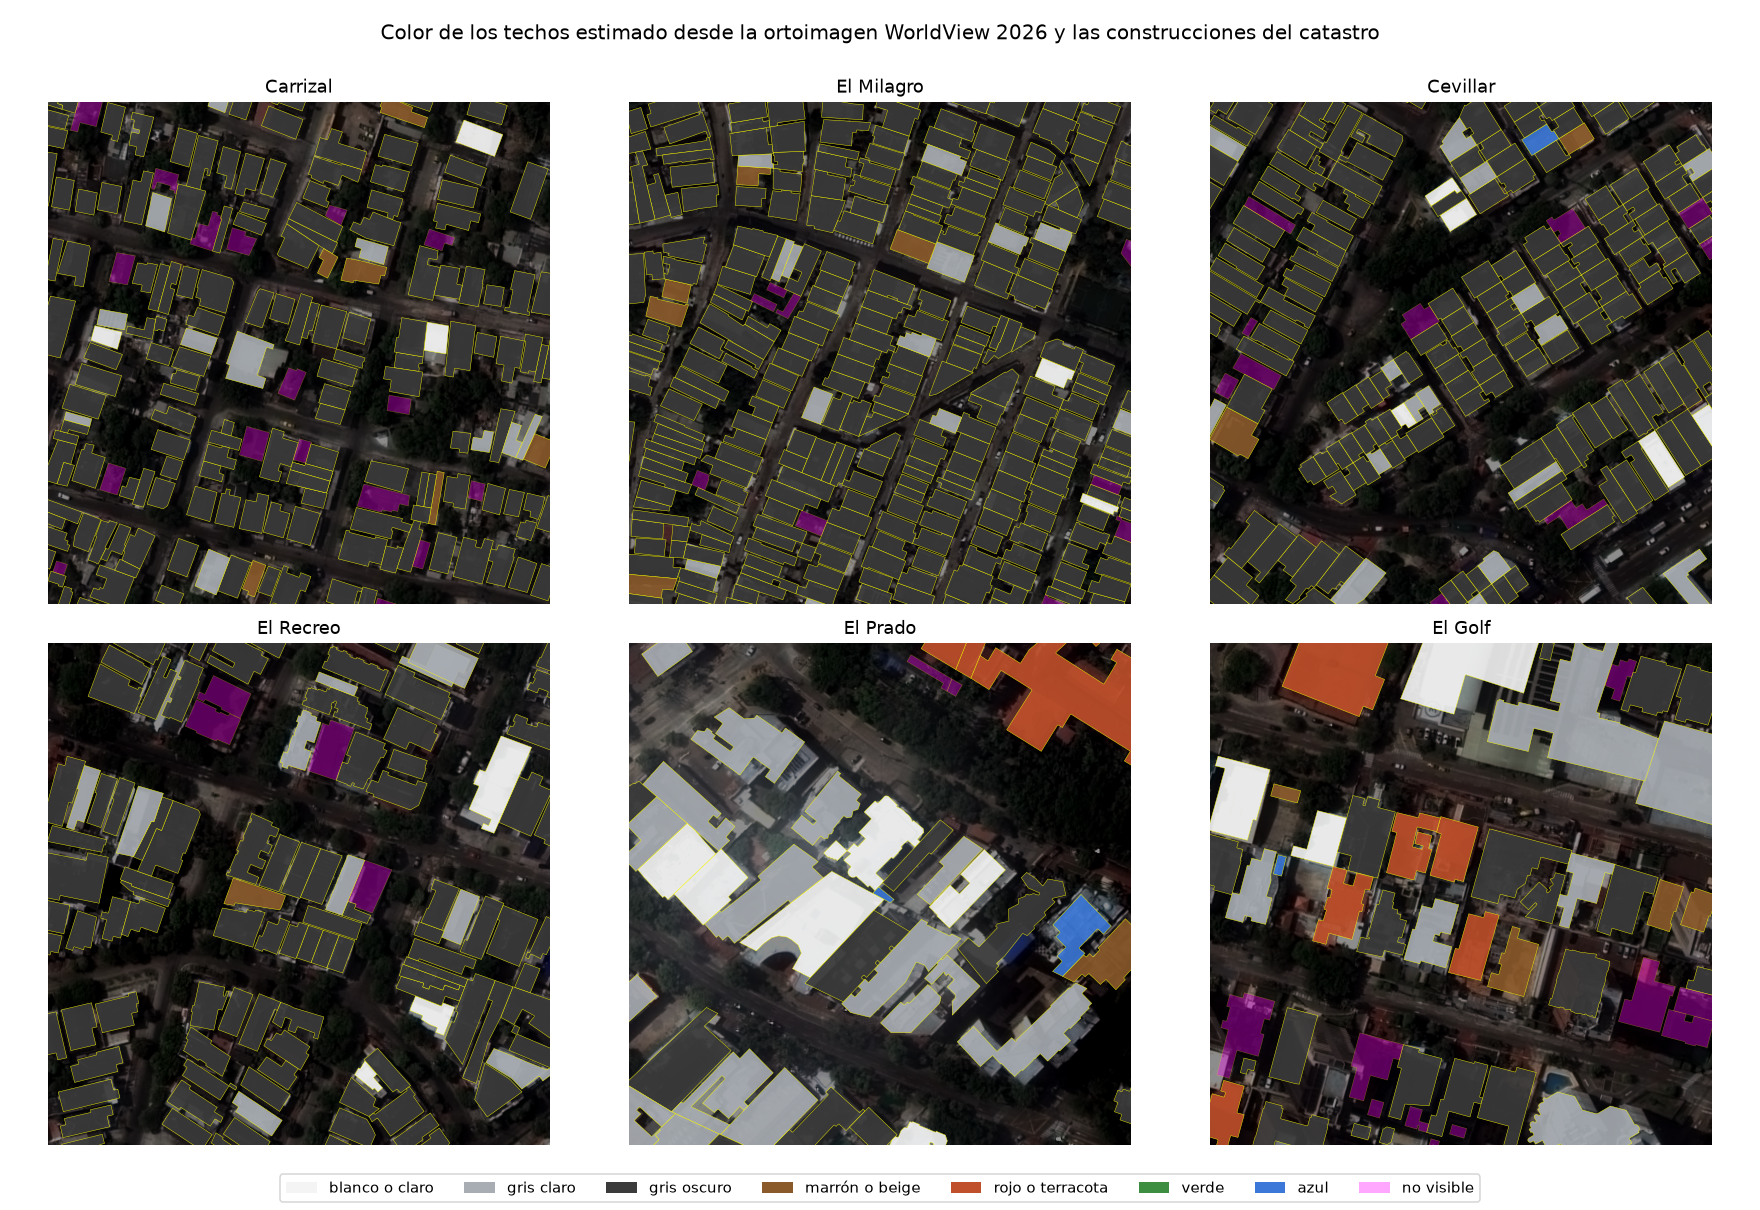 Color de los techos estimado desde la ortoimagen WorldView 2026 y las construcciones del catastro
Carrizal
El Milagro
Cevillar
El Recreo
El Prado
El Golf
blanco o claro
gris claro
gris oscuro
marrón o beige
rojo o terracota
verde
azul
no visible